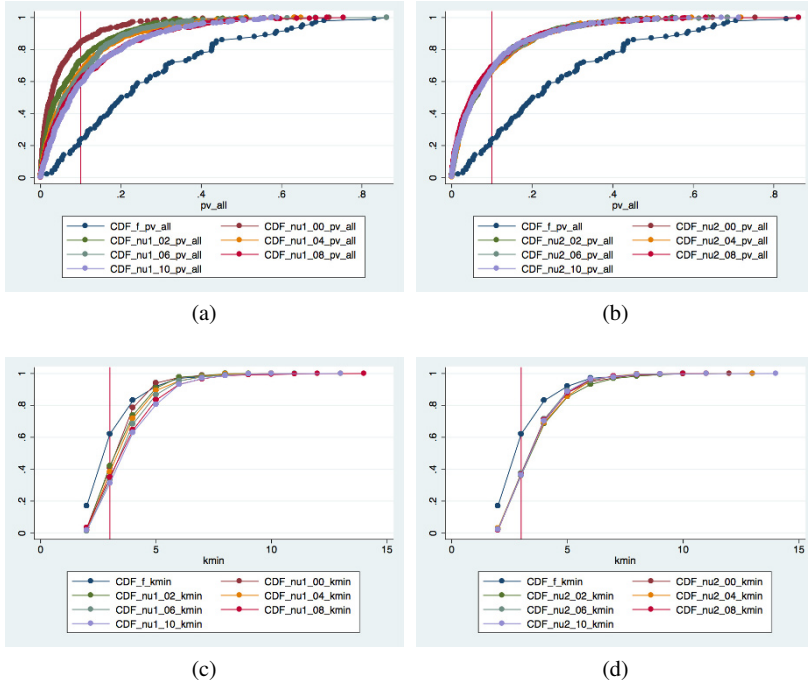 0 .2 .4 .6 .8 1
0 .2 .4 .6 .8
pv_all
CDF_f_pv_all CDF_nu1_00_pv_all
CDF_nu1_02_pv_all CDF_nu1_04_pv_all
CDF_nu1_06_pv_all CDF_nu1_08_pv_all
CDF_nu1_10_pv_all
(a)
0 .2 .4 .6 .8 1
0 .2 .4 .6 .8
pv_all
CDF_f_pv_all CDF_nu2_00_pv_all
CDF_nu2_02_pv_all CDF_nu2_04_pv_all
CDF_nu2_06_pv_all CDF_nu2_08_pv_all
CDF_nu2_10_pv_all
(b)
0 .2 .4 .6 .8 1
0 5 10 15
kmin
CDF_f_kmin CDF_nu1_00_kmin
CDF_nu1_02_kmin CDF_nu1_04_kmin
CDF_nu1_06_kmin CDF_nu1_08_kmin
CDF_nu1_10_kmin
(c)
0 .2 .4 .6 .8 1
0 5 10 15
kmin
CDF_f_kmin CDF_nu2_00_kmin
CDF_nu2_02_kmin CDF_nu2_04_kmin
CDF_nu2_06_kmin CDF_nu2_08_kmin
CDF_nu2_10_kmin
(d)